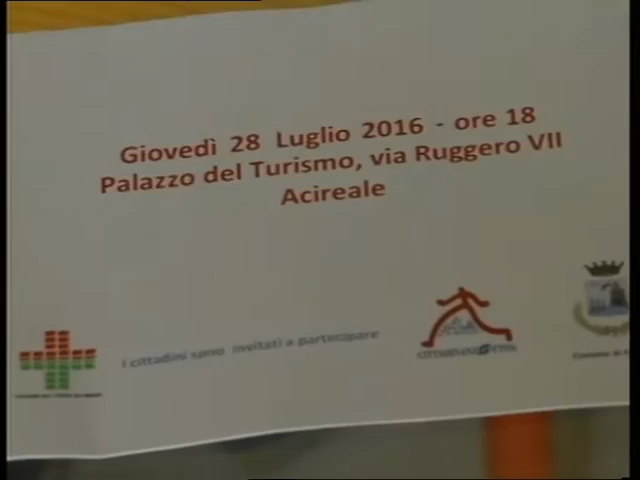 Giovedì 28 Luglio 2016 - ore 18
Palazzo del Turismo, via Ruggero VII
Acireale
I cittadini sono invitati a partecipare